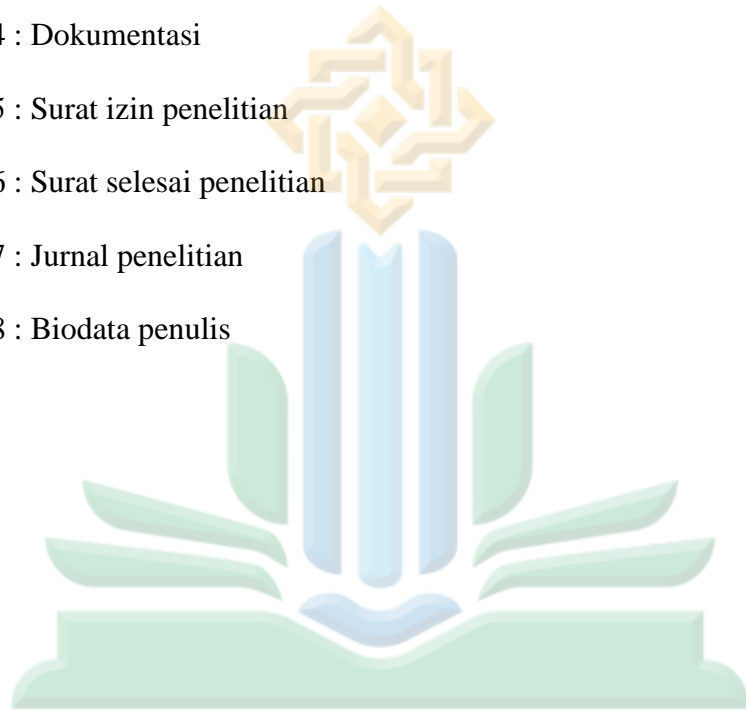 4 : Dokumentasi
5 : Surat izin penelitian
6 : Surat selesai penelitian
7 : Jurnal penelitian
8 : Biodata penulis